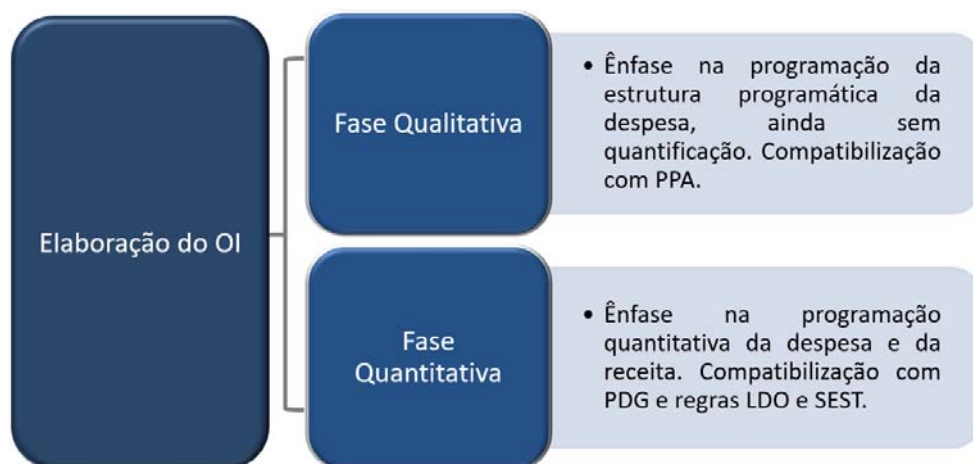 Elaboração do OI
Fase Qualitativa
• Ênfase na programação da
estrutura programática da
despesa, ainda sem
quantificação. Compatibilização
com PPA.
Fase
Quantitativa
• Ênfase na programação
quantitativa da despesa e da
receita. Compatibilização com
PDG e regras LDO e SEST.